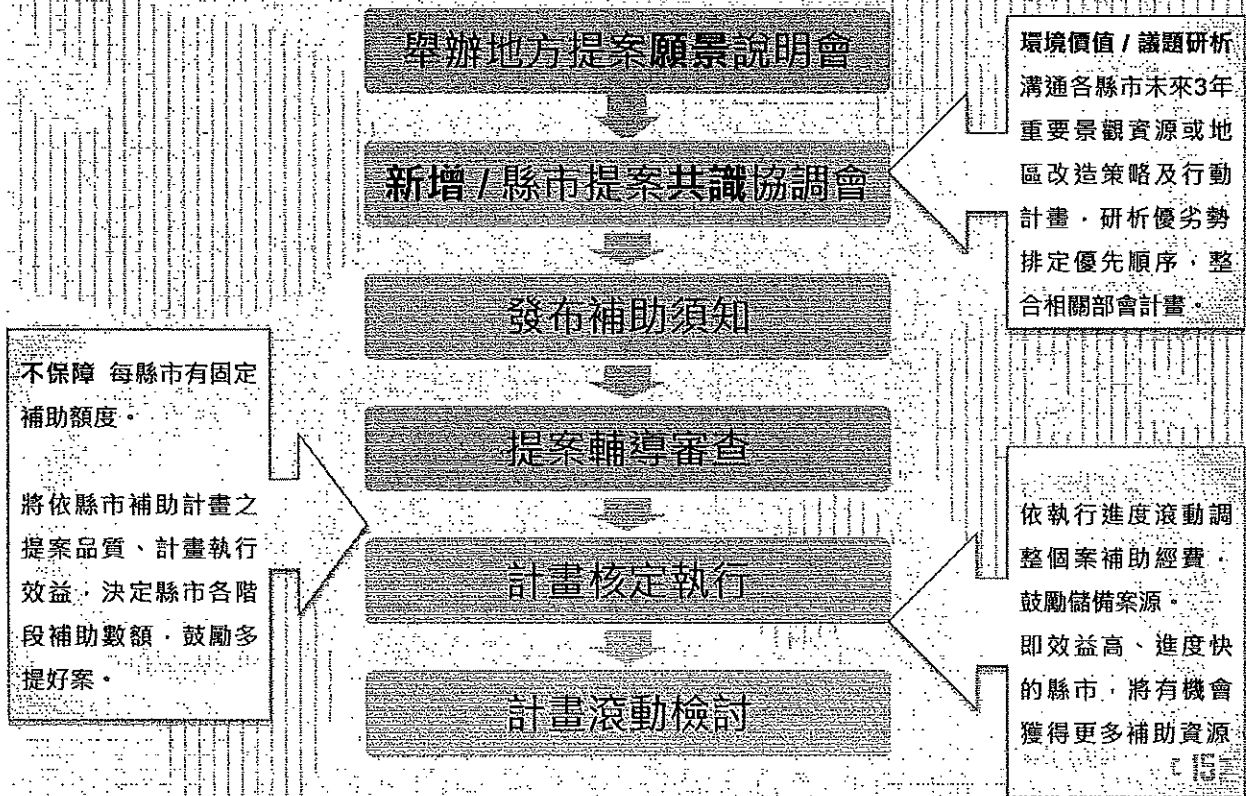 舉辦地方提案願景說明會
新增 / 縣市提案共識協調會
發布補助須知
提案輔導審查
計畫核定執行
計畫滾動檢討
環境價值 / 議題研析
溝通各縣市未來3年
重要景觀資源或地
區改造策略及行動
計畫，研析優劣勢
排定優先順序，整
合相關部會計畫。
不保障 每縣市有固定
補助額度。
將依縣市補助計畫之
提案品質、計畫執行
效益，決定縣市各階
段補助數額，鼓勵多
提好案。
依執行進度滾動調
整個案補助經費，
鼓勵儲備案源。
即效益高、進度快
的縣市，將有機會
獲得更多補助資源